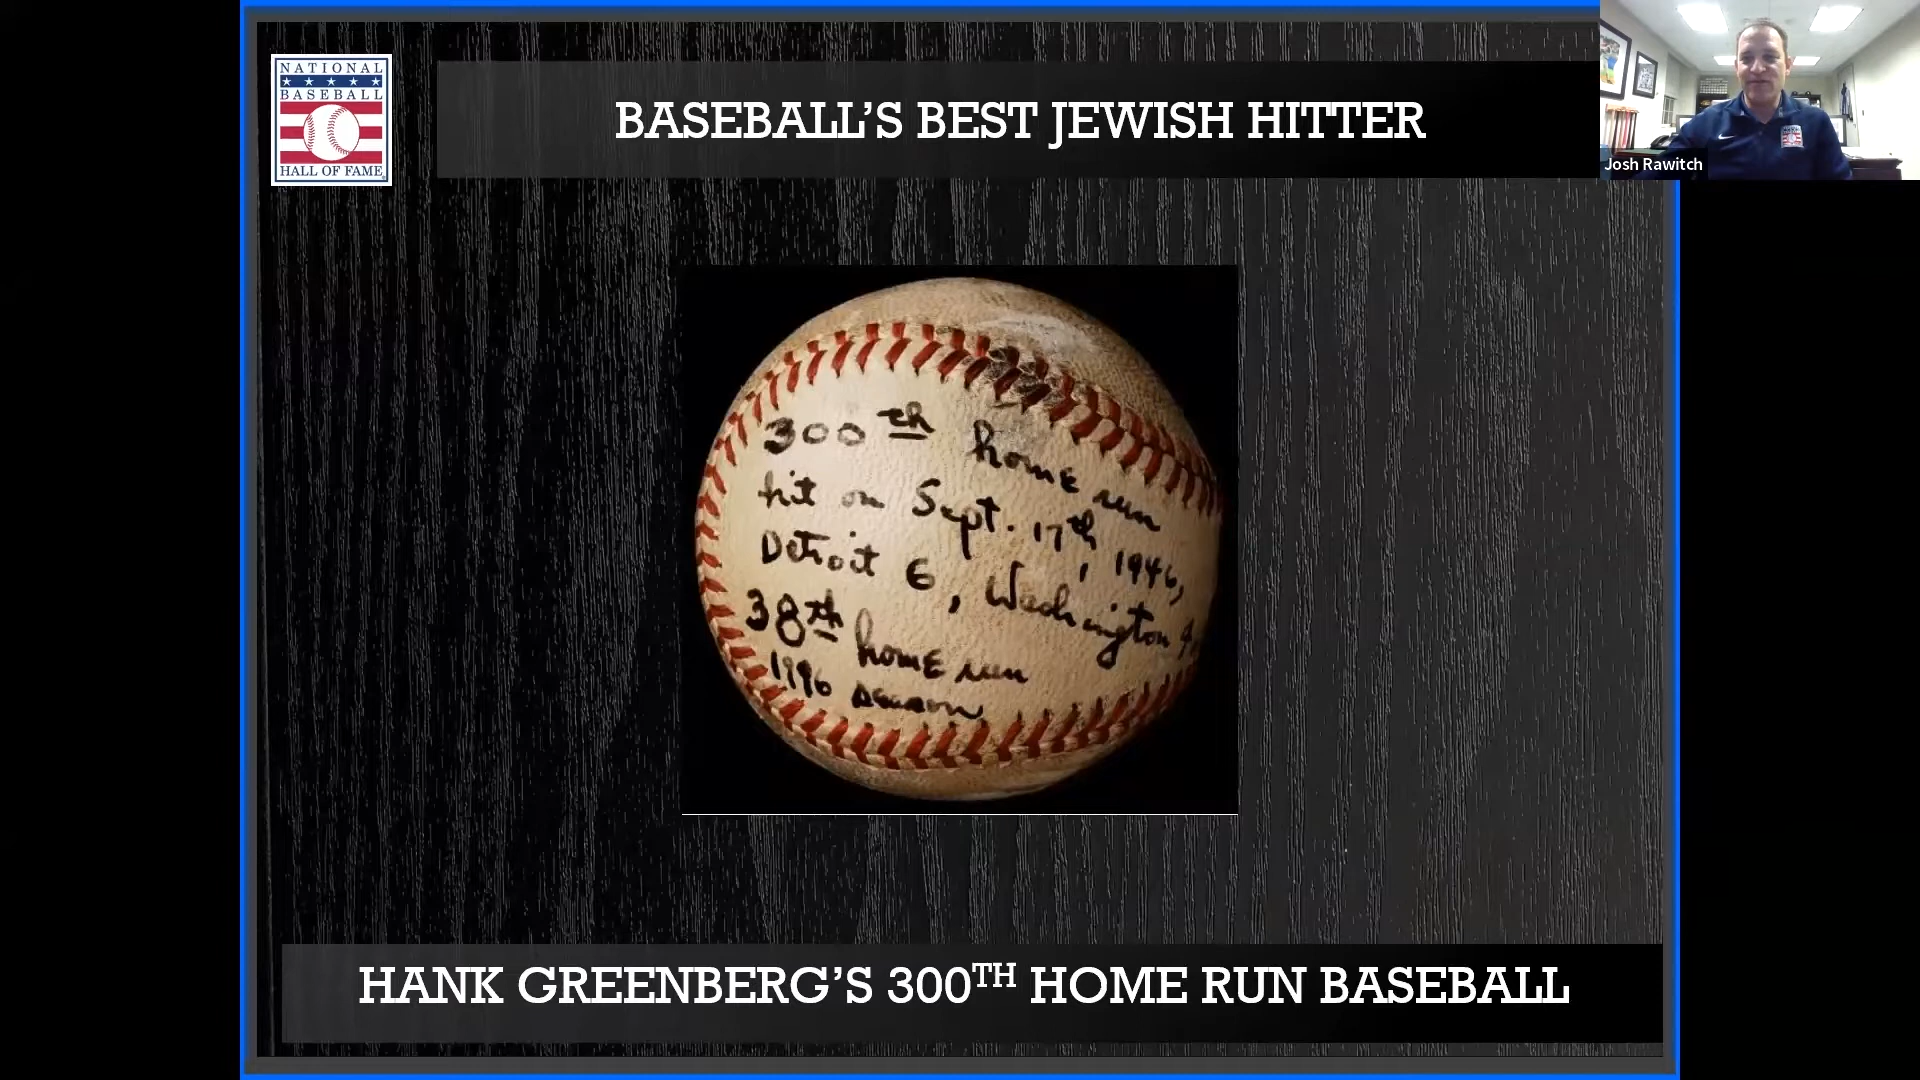 NATIONAL
BASEBALL
HALL OF FAME
BASEBALL'S BEST JEWISH HITTER
Josh Rawitch
300th home run
hit on Sept. 17th, 1946,
Detroit 6, Washington
38th home run
1946 season
HANK GREENBERG'S 300TH HOME RUN BASEBALL